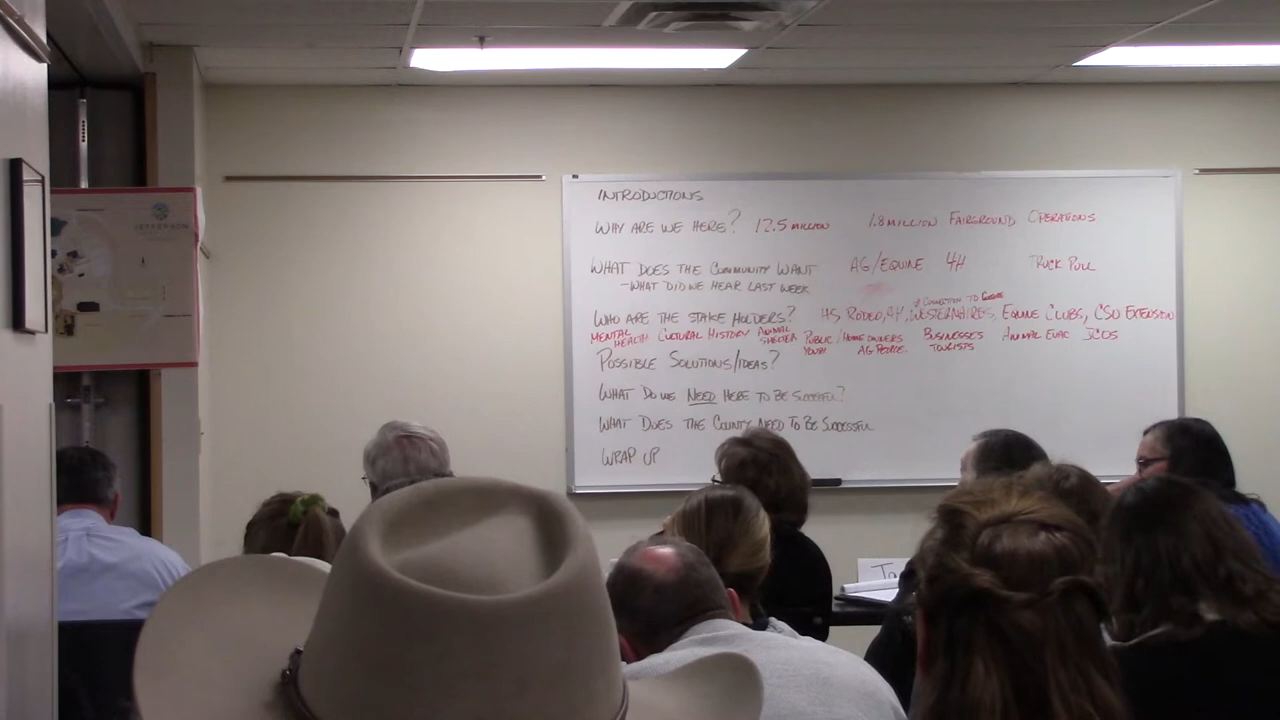 JEFFERSON
INTRODUCTIONS
WHY ARE WE HERE? 12.5 MILLION 1.8 MILLION FAIRGROUND OPERATIONS
WHAT DOES THE COMMUNITY WANT AG/EQUINE 4H TRUCK PULL
-WHAT DID WE HEAR LAST WEEK
CONNECTION TO
WHO ARE THE STAKE HOLDERS? HS RODEO, 4H, WESTERNAIRES, EQUINE CLUBS, CSU EXTENSION
MENTAL HEALTH CULTURAL HISTORY ANIMAL SHELTER PUBLIC/HOME OWNERS BUSINESSES ANIMAL EVAC JCOS
YOUTH AG PEOPLE. TOURISTS
POSSIBLE SOLUTIONS/IDEAS?
WHAT DO WE NEED HERE TO BE SUCCESSFUL?
WHAT DOES THE COUNTY NEED TO BE SUCCESSFUL
WRAP UP